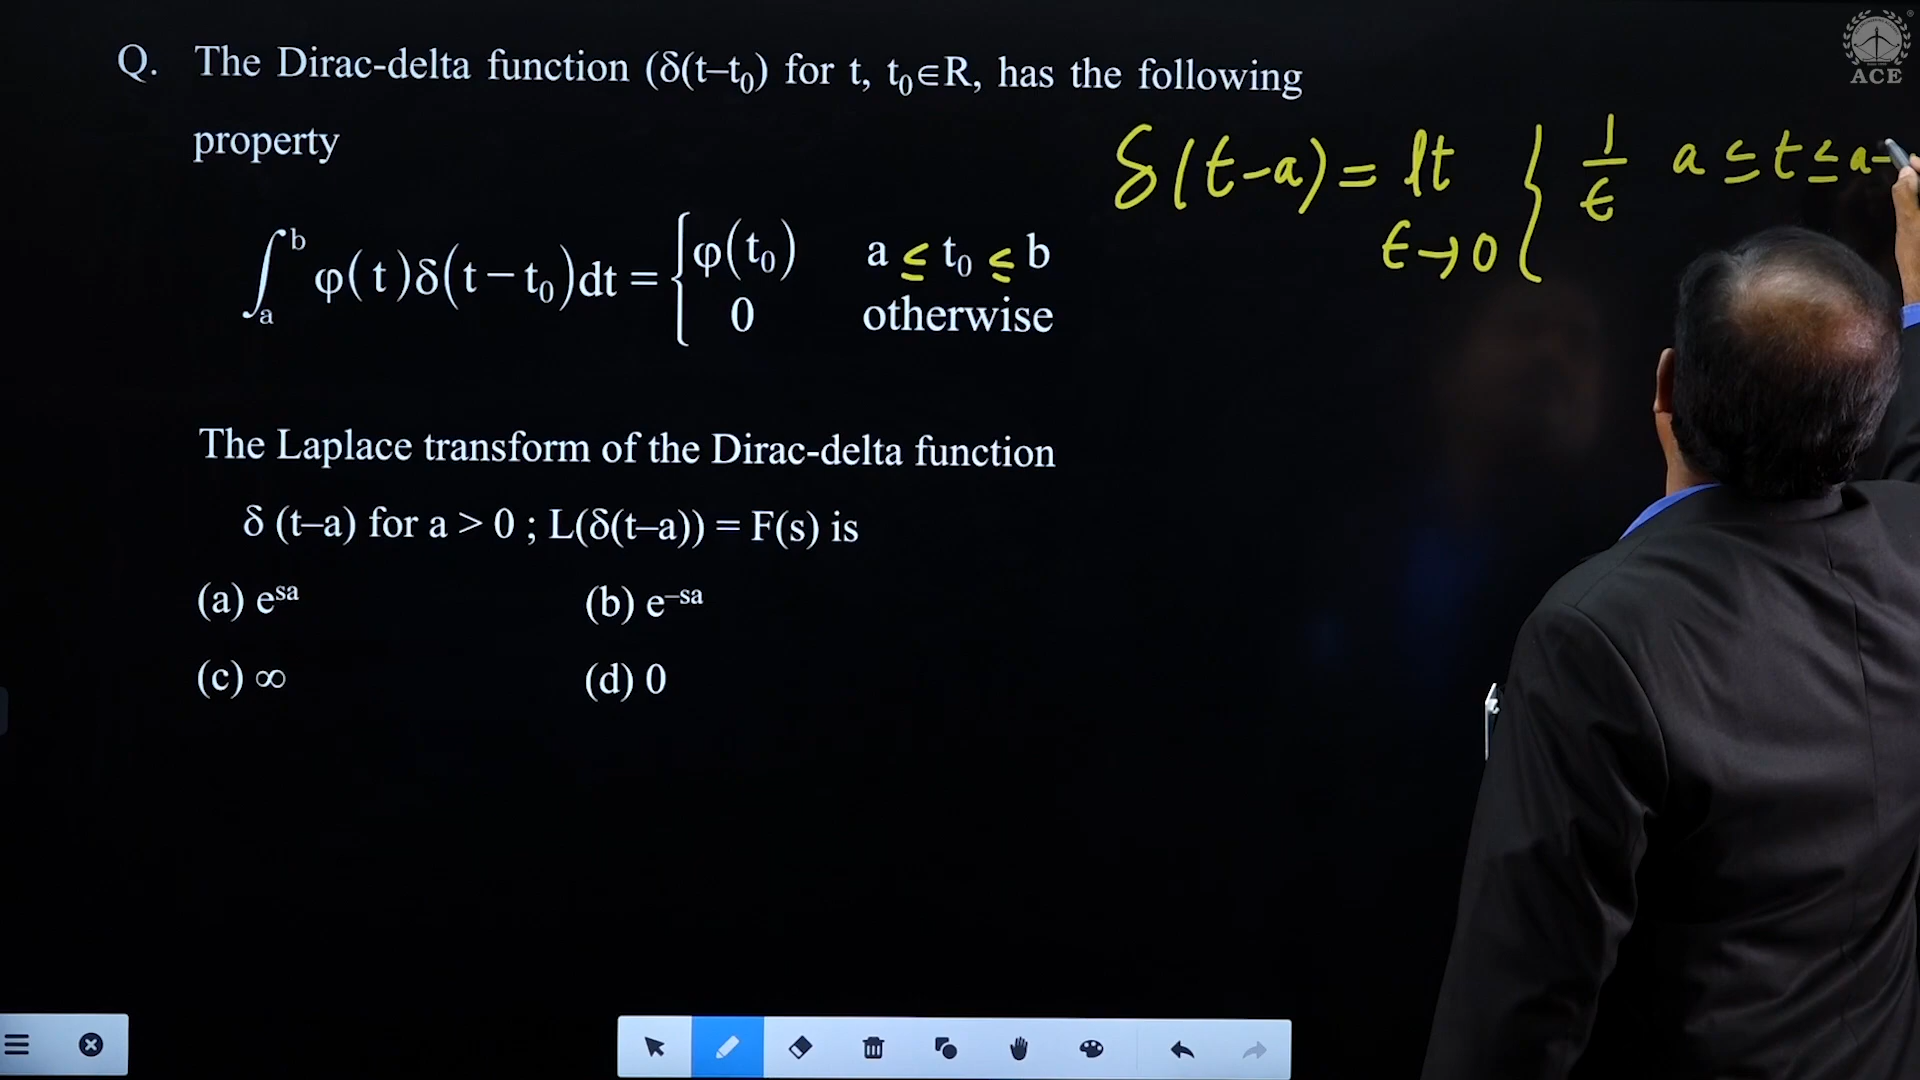 Q. The Dirac-delta function (δ(t–t₀) for t, t₀∈R, has the following
property
∫ₐᵇ φ(t)δ(t–t₀)dt = { φ(t₀) a ≤ t₀ ≤ b
0 otherwise
δ(t-a) = lt { 1/ϵ a ≤ t ≤ a-
ϵ→0
The Laplace transform of the Dirac-delta function
δ (t–a) for a > 0 ; L(δ(t–a)) = F(s) is
(a) eˢᵃ (b) e⁻ˢᵃ
(c) ∞ (d) 0
ACE